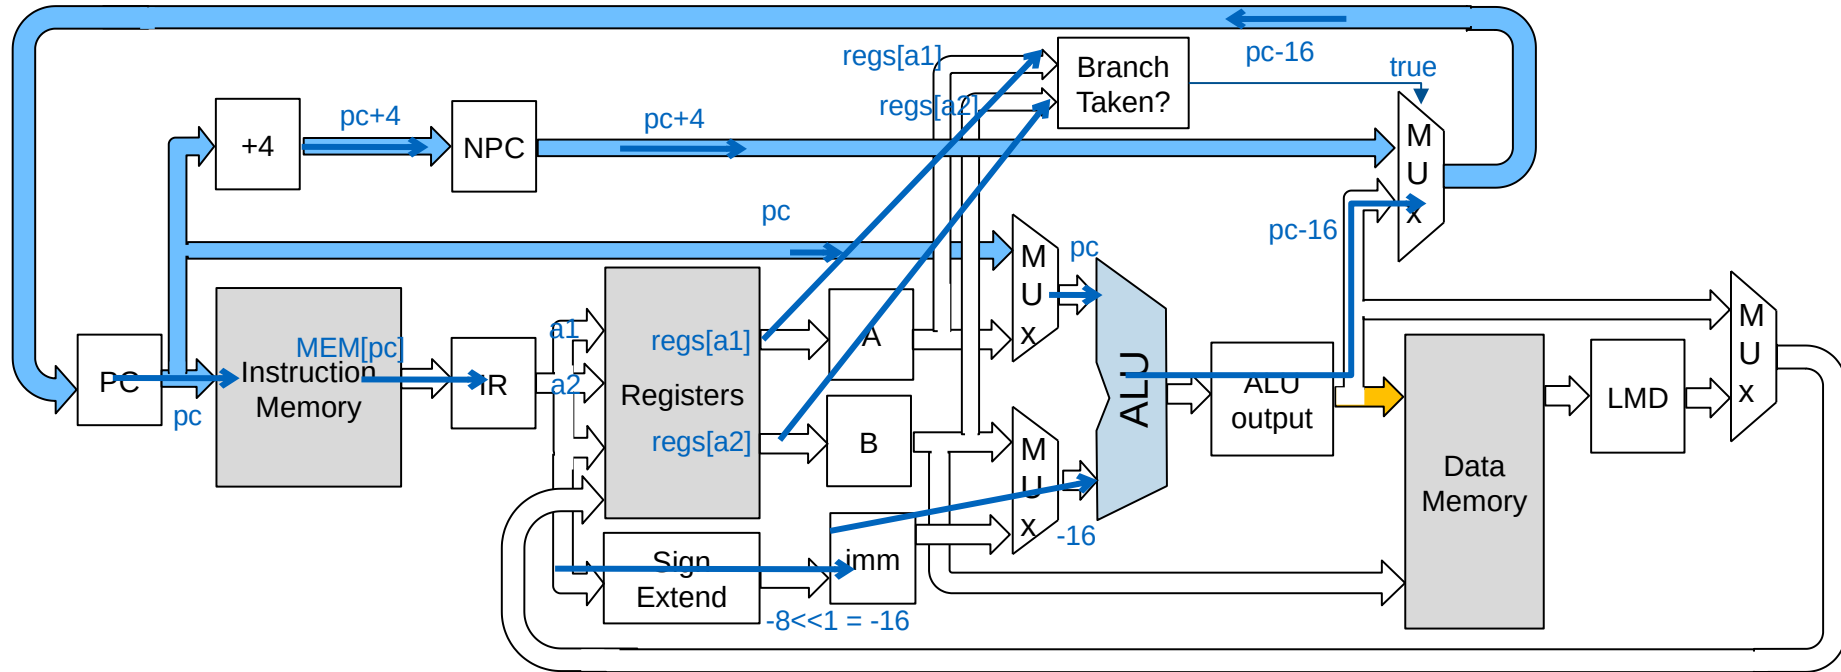 regs[a1]
pc-16
Branch
Taken?
true
regs[a2]
pc+4
pc+4
+4
NPC
M
U
x
pc
pc-16
pc
M
U
x
a1
MEM[pc]
regs[a1]
A
M
U
x
PC
Instruction
Memory
IR
a2
Registers
ALU
ALU
output
LMD
pc
regs[a2]
B
M
U
x
Data
Memory
-16
Sign
Extend
imm
-8<<1 = -16